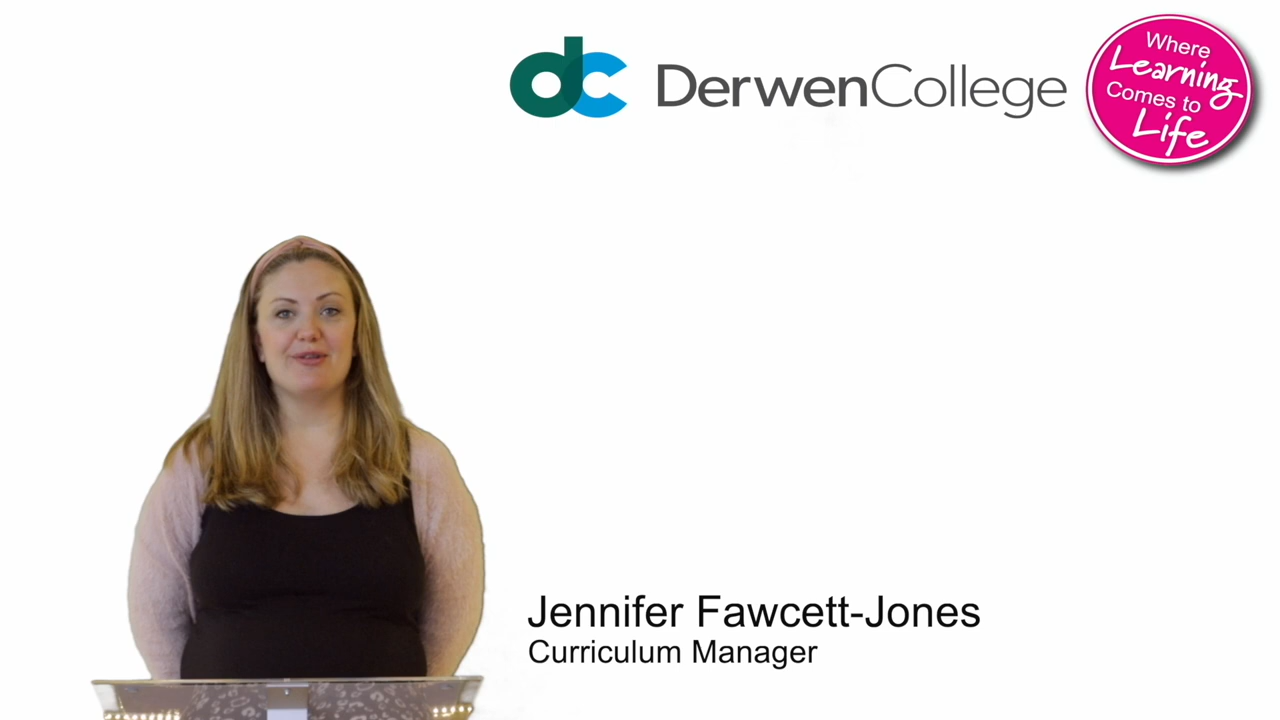 dc DerwenCollege
Where
Learning
Comes to
Life
Jennifer Fawcett-Jones
Curriculum Manager